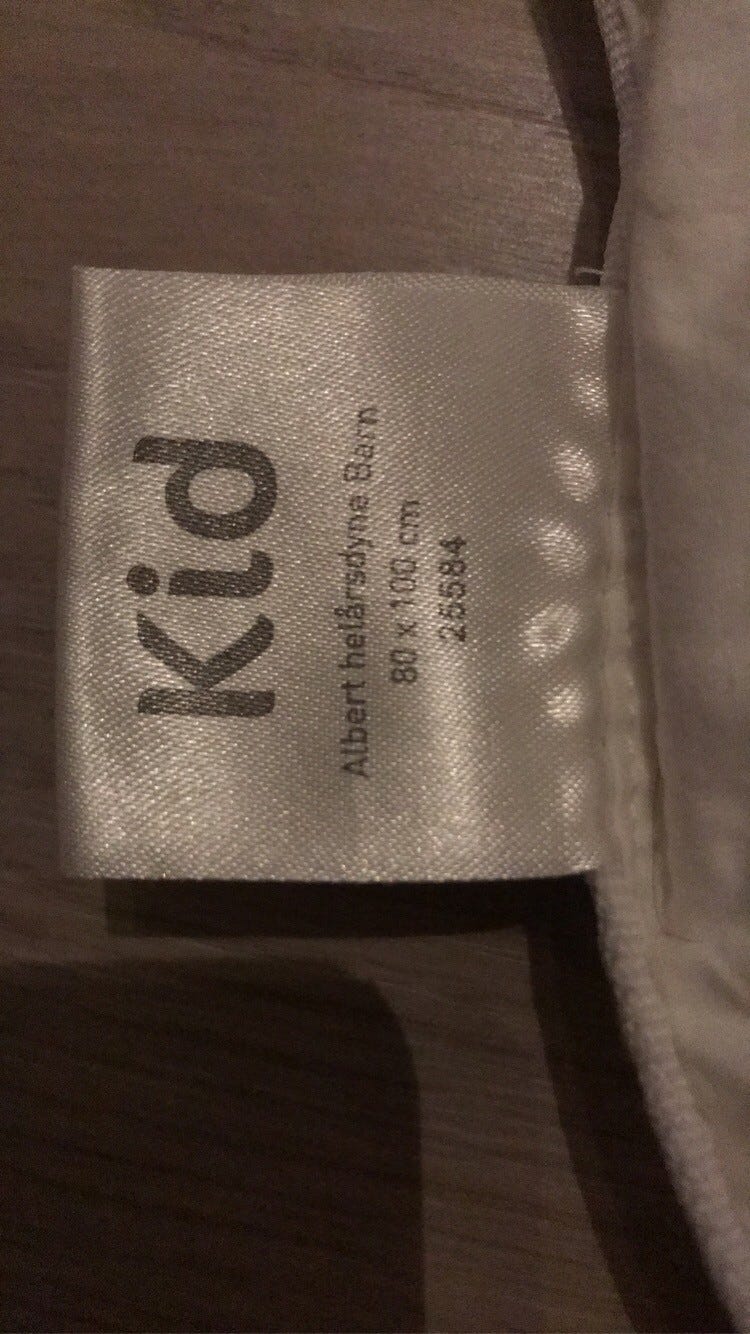 Kid
Albert helårsdyne Barn
80 x 100 cm
25584